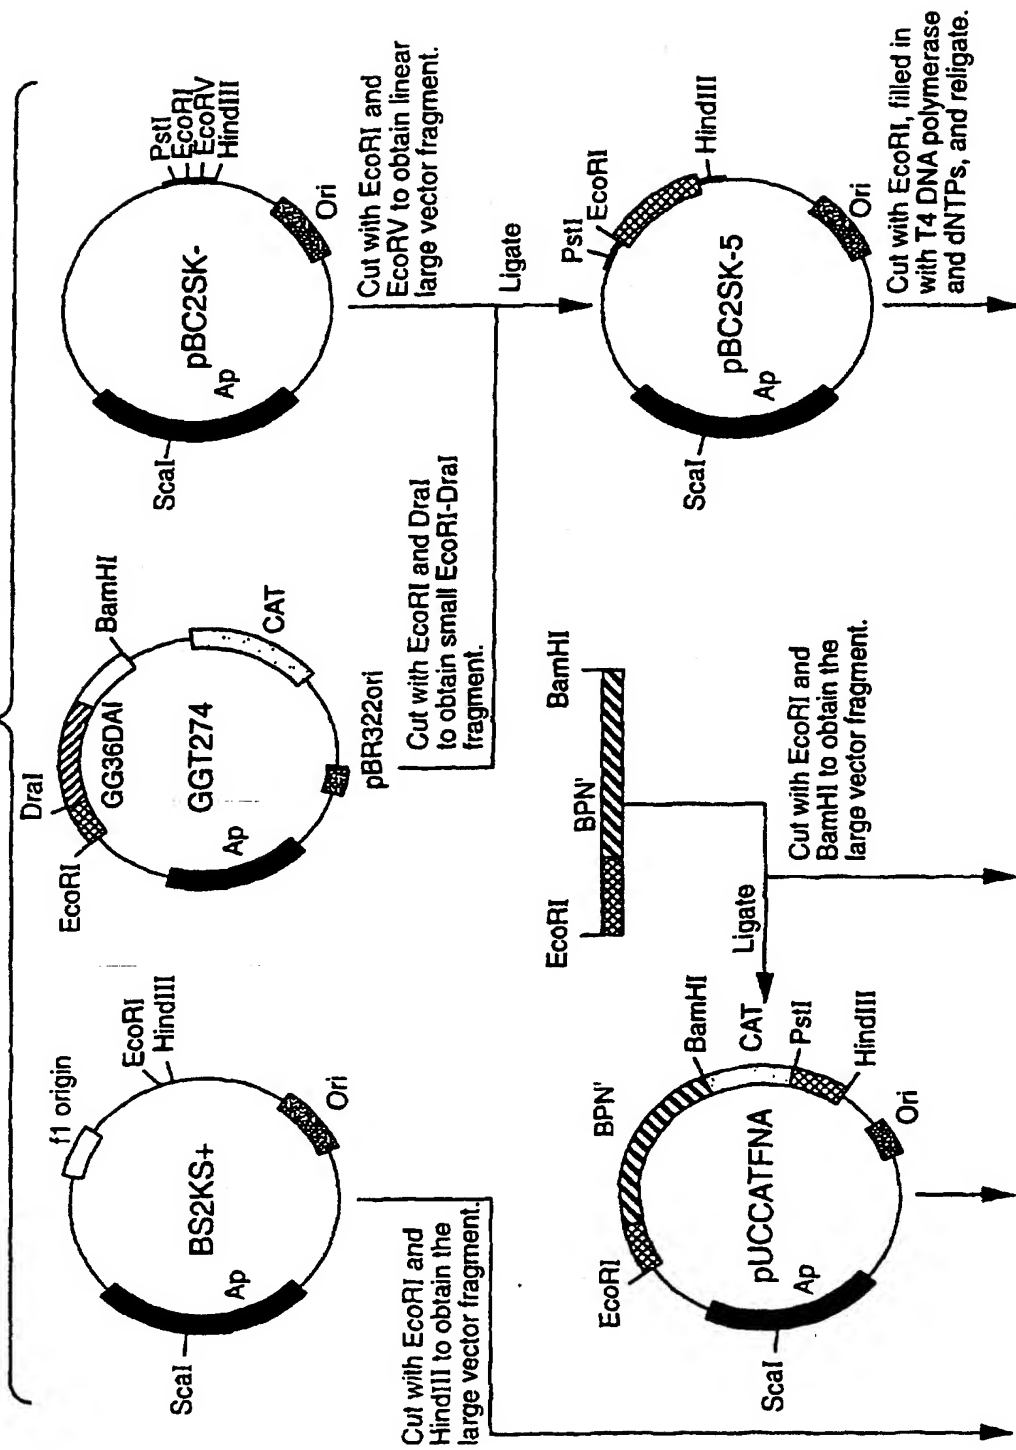 f1 origin
EcoRI
HindIII
BS2KS+
Ap
ScaI
Ori
Cut with EcoRI and
HindIII to obtain the
large vector fragment.
DraI
EcoRI
GG36DAI
BamHI
GGT274
CAT
Ap
pBR322ori
Cut with EcoRI and DraI
to obtain small EcoRI-DraI
fragment.
PstI
EcoRI
EcoRV
HindIII
pBC2SK-
Ap
ScaI
Ori
Cut with EcoRI and
EcoRV to obtain linear
large vector fragment.
Ligate
BPN'
EcoRI
BamHI
CAT
PstI
HindIII
pUCCATFNA
Ap
ScaI
Ori
EcoRI
BPN'
BamHI
Ligate
Cut with EcoRI and
BamHI to obtain the
large vector fragment.
PstI
EcoRI
HindIII
pBC2SK-5
Ap
ScaI
Ori
Cut with EcoRI, filled in
with T4 DNA polymerase
and dNTPs, and religate.